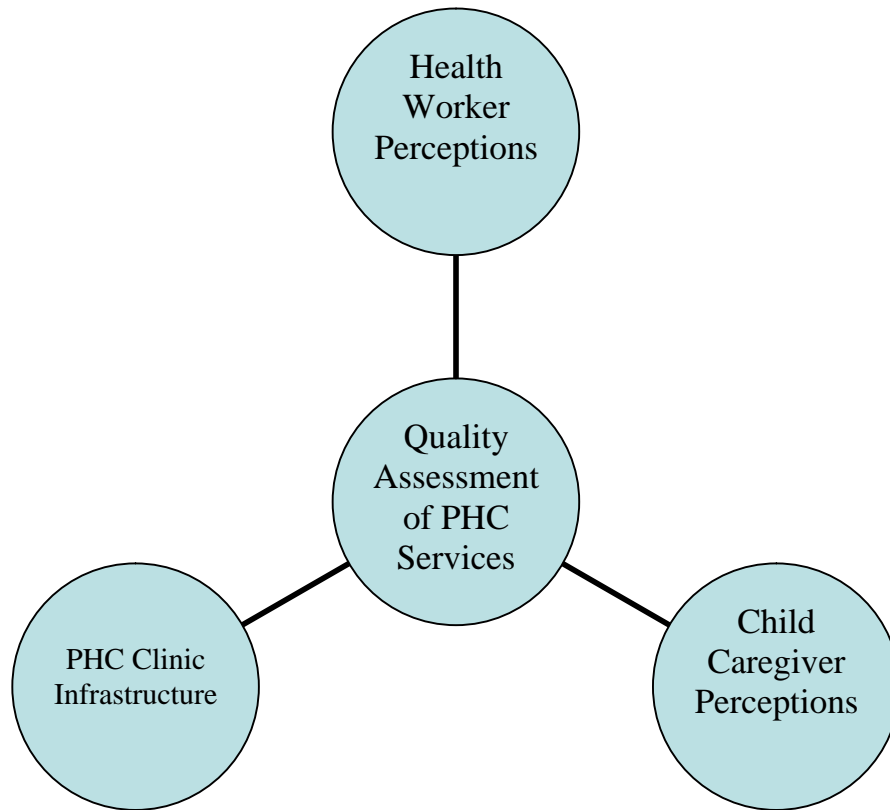 Health
Worker
Perceptions
Quality
Assessment
of PHC
Services
PHC Clinic
Infrastructure
Child
Caregiver
Perceptions